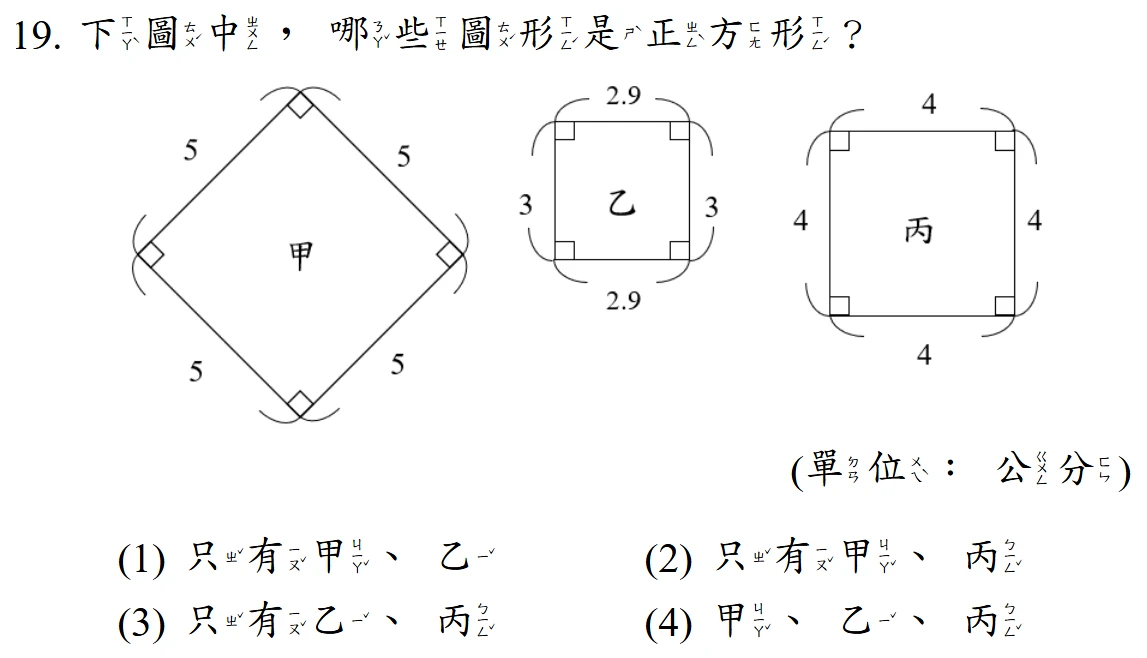 19. 下圖中， 哪些圖形是正方形？
5 5 5 5 甲
2.9 3 3 2.9 乙
4 4 4 4 丙
(單位： 公分)
(1) 只有甲、 乙 (2) 只有甲、 丙
(3) 只有乙、 丙 (4) 甲、 乙、 丙